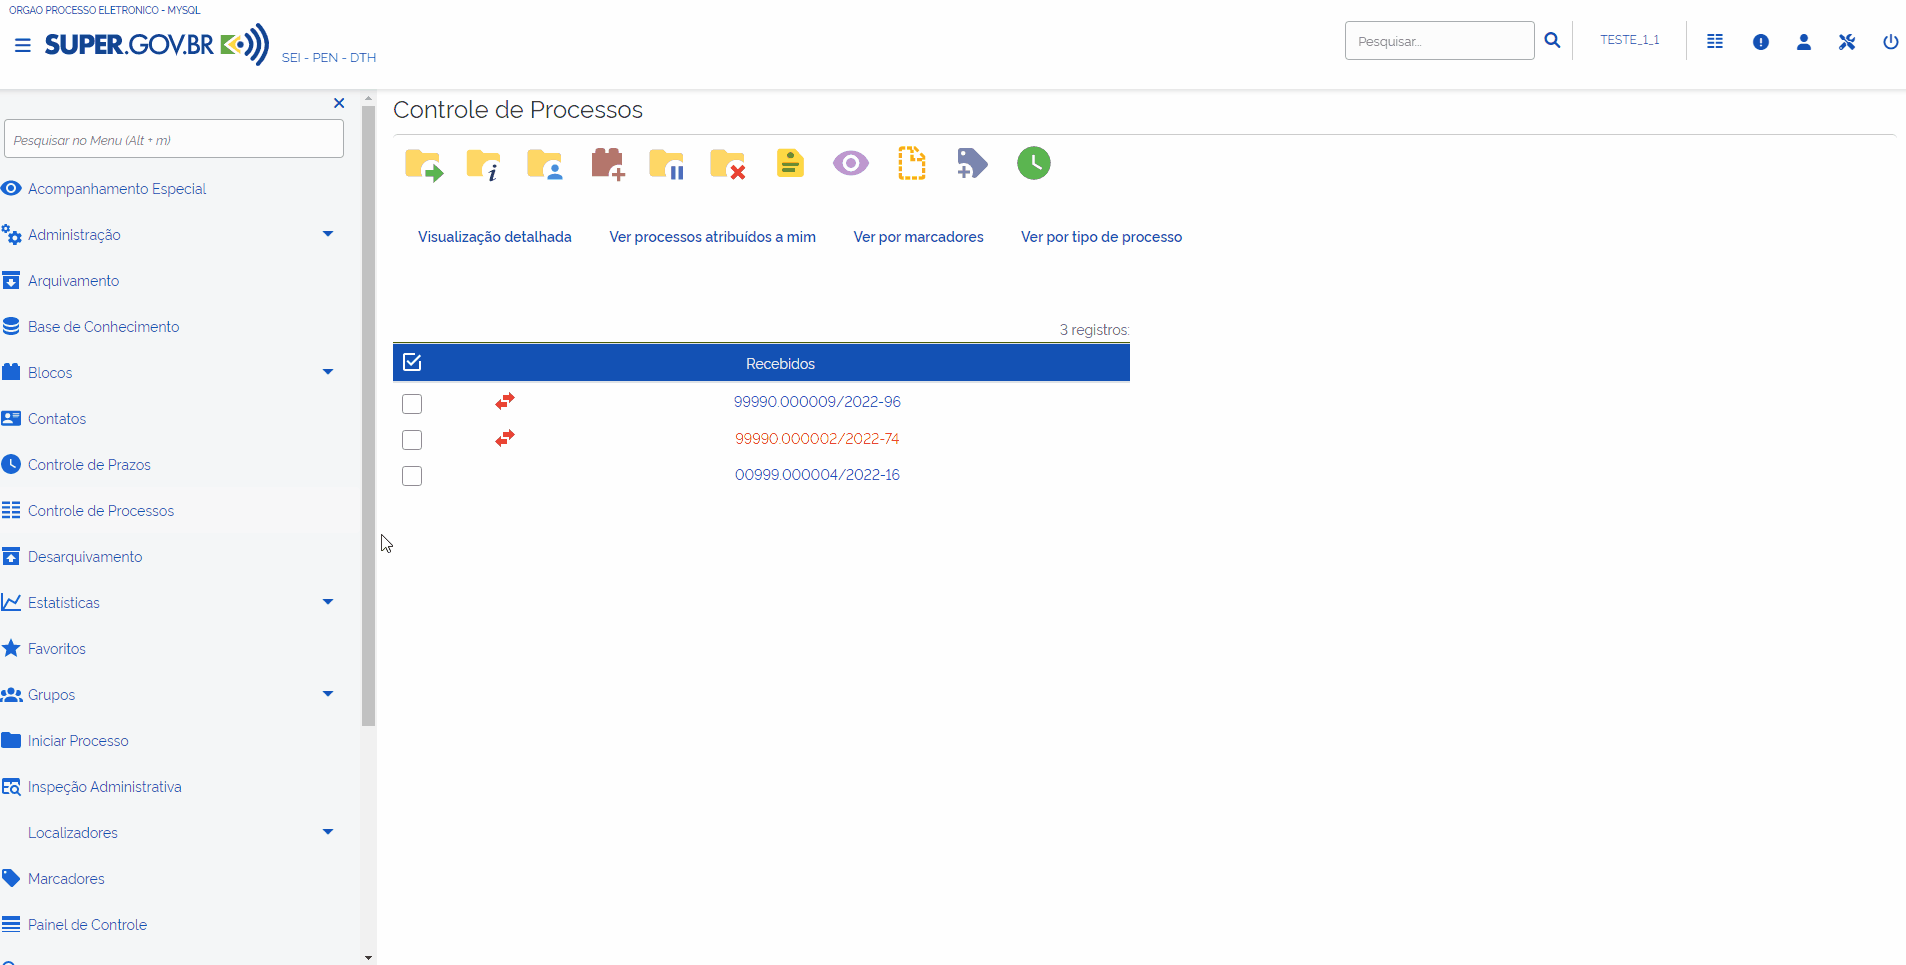 ORGAO PROCESSO ELETRONICO - MYSQL
SUPER.GOV.BR
SEI - PEN - DTH
Pesquisar...
TESTE_1_1
Pesquisar no Menu (Alt + m)
Acompanhamento Especial
Administração
Arquivamento
Base de Conhecimento
Blocos
Contatos
Controle de Prazos
Controle de Processos
Desarquivamento
Estatísticas
Favoritos
Grupos
Iniciar Processo
Inspeção Administrativa
Localizadores
Marcadores
Painel de Controle
Controle de Processos
Visualização detalhada
Ver processos atribuídos a mim
Ver por marcadores
Ver por tipo de processo
3 registros:
Recebidos
99990.000009/2022-96
99990.000002/2022-74
00999.000004/2022-16